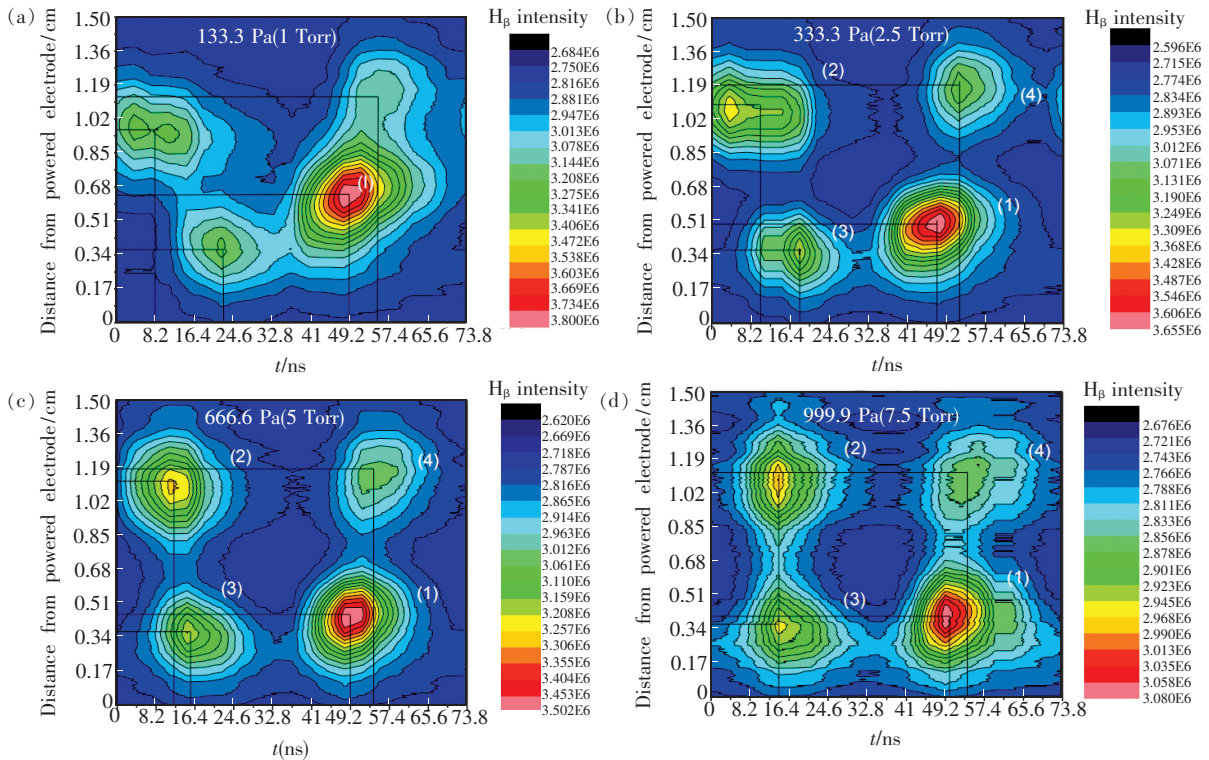 (a)
133.3 Pa(1 Torr)
Hβ intensity
2.684E6
2.750E6
2.816E6
2.881E6
2.947E6
3.013E6
3.078E6
3.144E6
3.208E6
3.275E6
3.341E6
3.406E6
3.472E6
3.538E6
3.603E6
3.669E6
3.734E6
3.800E6
Distance from powered electrode/cm
1.50
1.36
1.19
1.02
0.85
0.68
0.51
0.34
0.17
0
(1)
0 8.2 16.4 24.6 32.8 41 49.2 57.4 65.6 73.8
t/ns
(b)
333.3 Pa(2.5 Torr)
Hβ intensity
2.596E6
2.715E6
2.774E6
2.834E6
2.893E6
2.953E6
3.012E6
3.071E6
3.131E6
3.190E6
3.249E6
3.309E6
3.368E6
3.428E6
3.487E6
3.546E6
3.606E6
3.655E6
Distance from powered electrode/cm
1.50
1.36
1.19
1.02
0.85
0.68
0.51
0.34
0.17
0
(2)
(4)
(1)
(3)
0 8.2 16.4 24.6 32.8 41 49.2 57.4 65.6 73.8
t/ns
(c)
666.6 Pa(5 Torr)
Hβ intensity
2.620E6
2.669E6
2.718E6
2.787E6
2.816E6
2.865E6
2.914E6
2.963E6
3.012E6
3.061E6
3.110E6
3.159E6
3.208E6
3.257E6
3.306E6
3.355E6
3.404E6
3.453E6
3.502E6
Distance from powered electrode/cm
1.50
1.36
1.19
1.02
0.85
0.68
0.51
0.34
0.17
0
(2)
(4)
(3)
(1)
0 8.2 16.4 24.6 32.8 41 49.2 57.4 65.6 73.8
t(ns)
(d)
999.9 Pa(7.5 Torr)
Hβ intensity
2.676E6
2.721E6
2.743E6
2.766E6
2.788E6
2.811E6
2.833E6
2.856E6
2.878E6
2.901E6
2.923E6
2.945E6
2.968E6
2.990E6
3.013E6
3.035E6
3.058E6
3.080E6
Distance from powered electrode/cm
1.50
1.36
1.19
1.02
0.85
0.68
0.51
0.34
0.17
0
(2)
(4)
(1)
(3)
0 8.2 16.4 24.6 32.8 41 49.2 57.4 65.6 73.8
t/ns